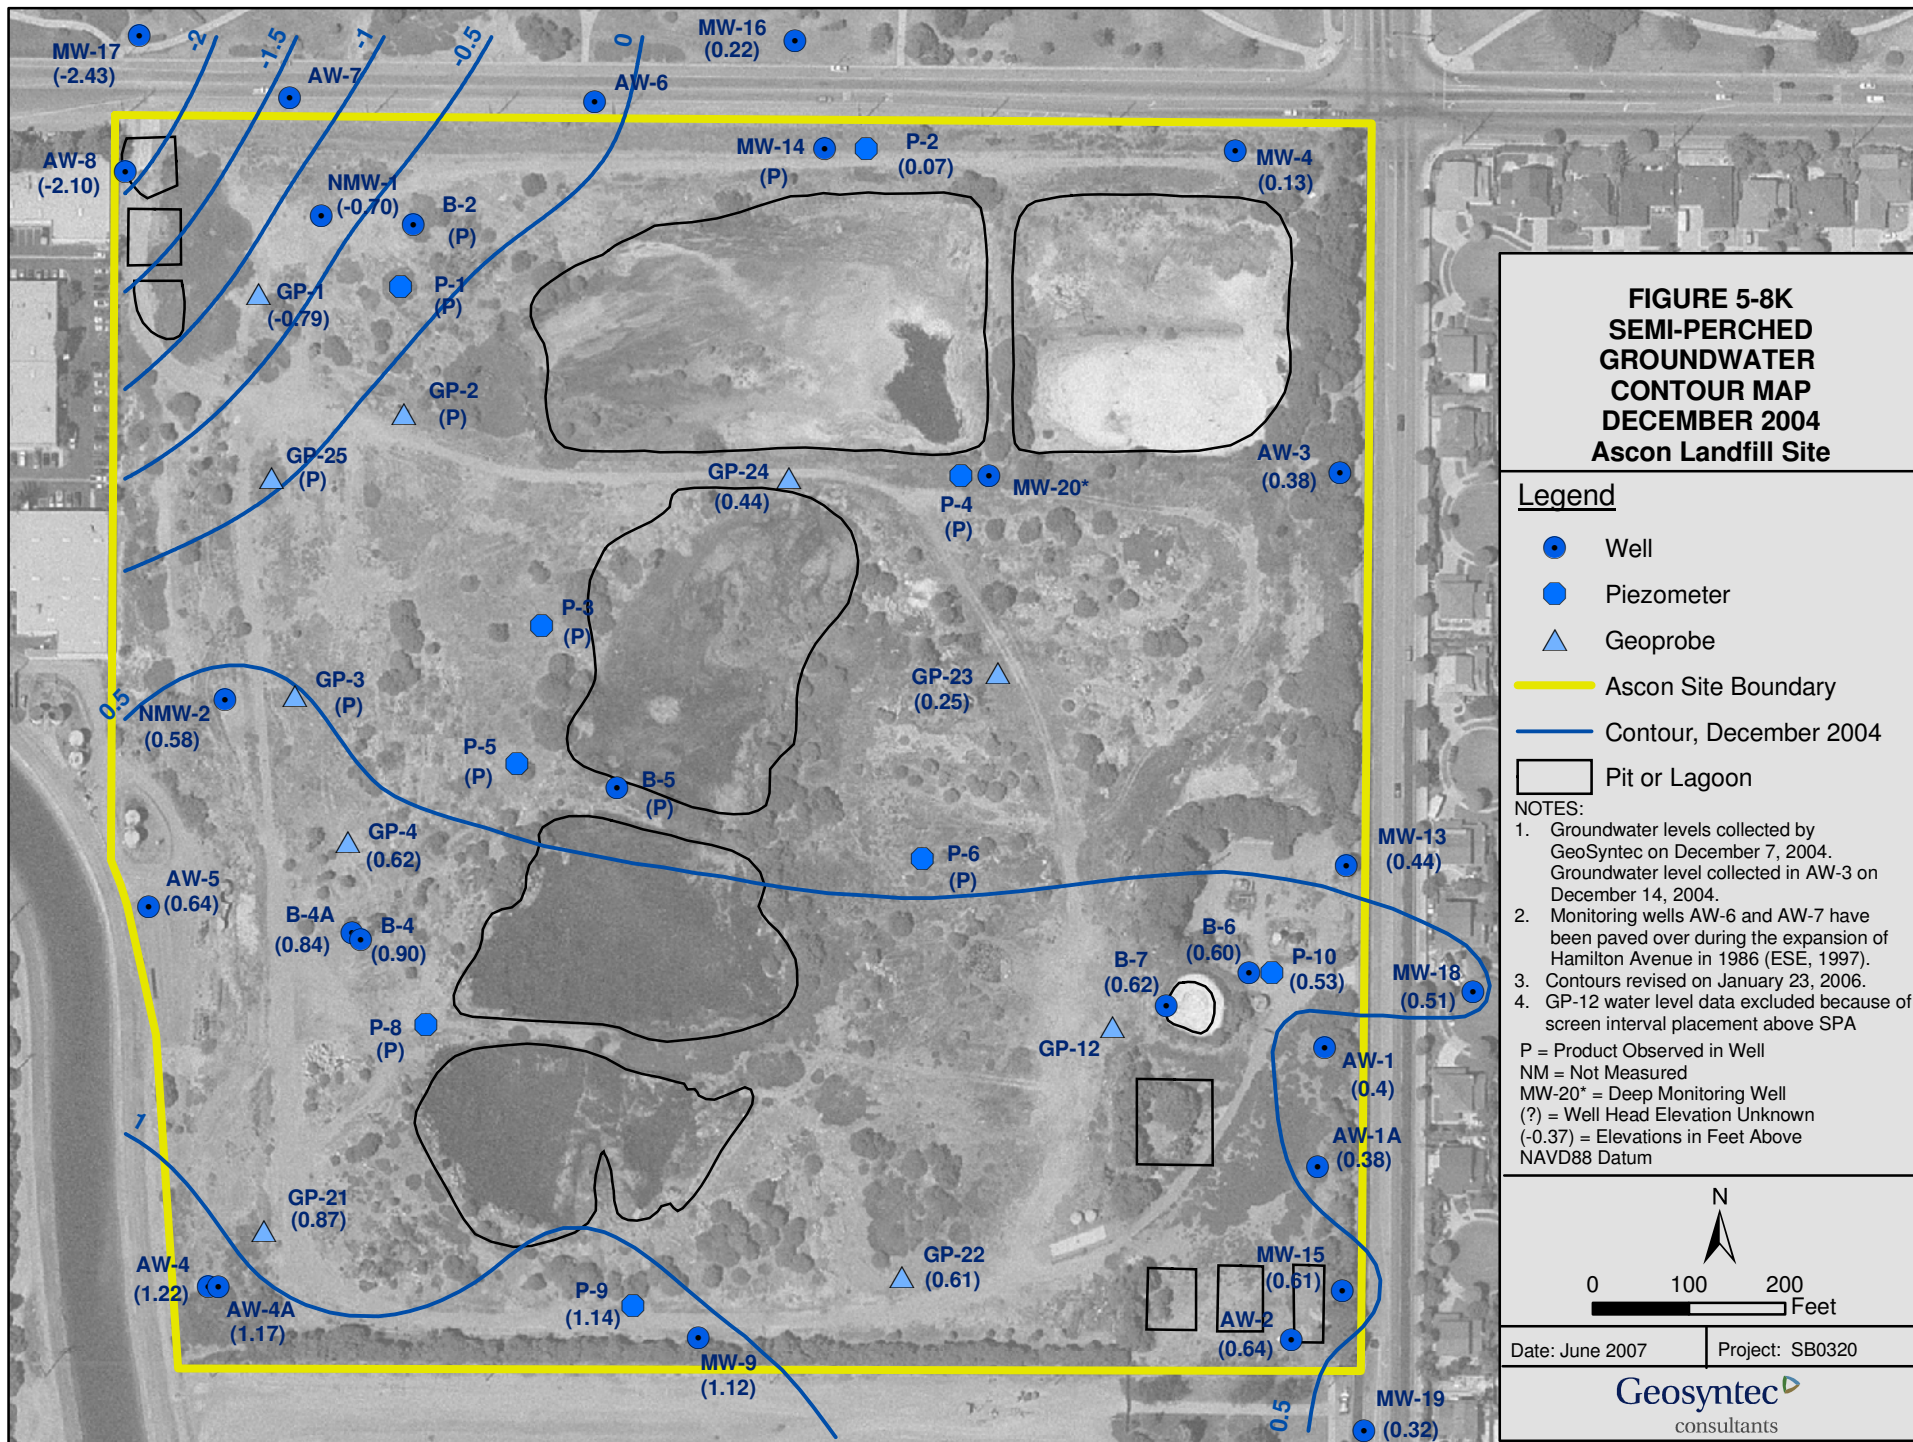 MW-17
(-2.43)
-2
-1.5
-1
-0.5
0
MW-16
(0.22)
AW-7
AW-6
AW-8
(-2.10)
NMW-1
(-0.70)
B-2
(P)
MW-14
(P)
P-2
(0.07)
MW-4
(0.13)
GP-1
(-0.79)
P-1
(P)
GP-2
(P)
GP-25
(P)
GP-24
(0.44)
P-4
(P)
MW-20*
AW-3
(0.38)
P-3
(P)
GP-23
(0.25)
0.5
NMW-2
(0.58)
GP-3
(P)
P-5
(P)
B-5
(P)
GP-4
(0.62)
P-6
(P)
MW-13
(0.44)
AW-5
(0.64)
B-4A
(0.84)
B-4
(0.90)
B-6
(0.60)
B-7
(0.62)
P-10
(0.53)
MW-18
(0.51)
P-8
(P)
GP-12
AW-1
(0.4)
1
AW-1A
(0.38)
GP-21
(0.87)
AW-4
(1.22)
AW-4A
(1.17)
P-9
(1.14)
GP-22
(0.61)
MW-15
(0.61)
AW-2
(0.64)
MW-9
(1.12)
0.5
MW-19
(0.32)
FIGURE 5-8K
SEMI-PERCHED
GROUNDWATER
CONTOUR MAP
DECEMBER 2004
Ascon Landfill Site
Legend
Well
Piezometer
Geoprobe
Ascon Site Boundary
Contour, December 2004
Pit or Lagoon
NOTES:
1. Groundwater levels collected by
GeoSyntec on December 7, 2004.
Groundwater level collected in AW-3 on
December 14, 2004.
2. Monitoring wells AW-6 and AW-7 have
been paved over during the expansion of
Hamilton Avenue in 1986 (ESE, 1997).
3. Contours revised on January 23, 2006.
4. GP-12 water level data excluded because of
screen interval placement above SPA
P = Product Observed in Well
NM = Not Measured
MW-20* = Deep Monitoring Well
(?) = Well Head Elevation Unknown
(-0.37) = Elevations in Feet Above
NAVD88 Datum
N
0 100 200
Feet
Date: June 2007 Project: SB0320
Geosyntec
consultants